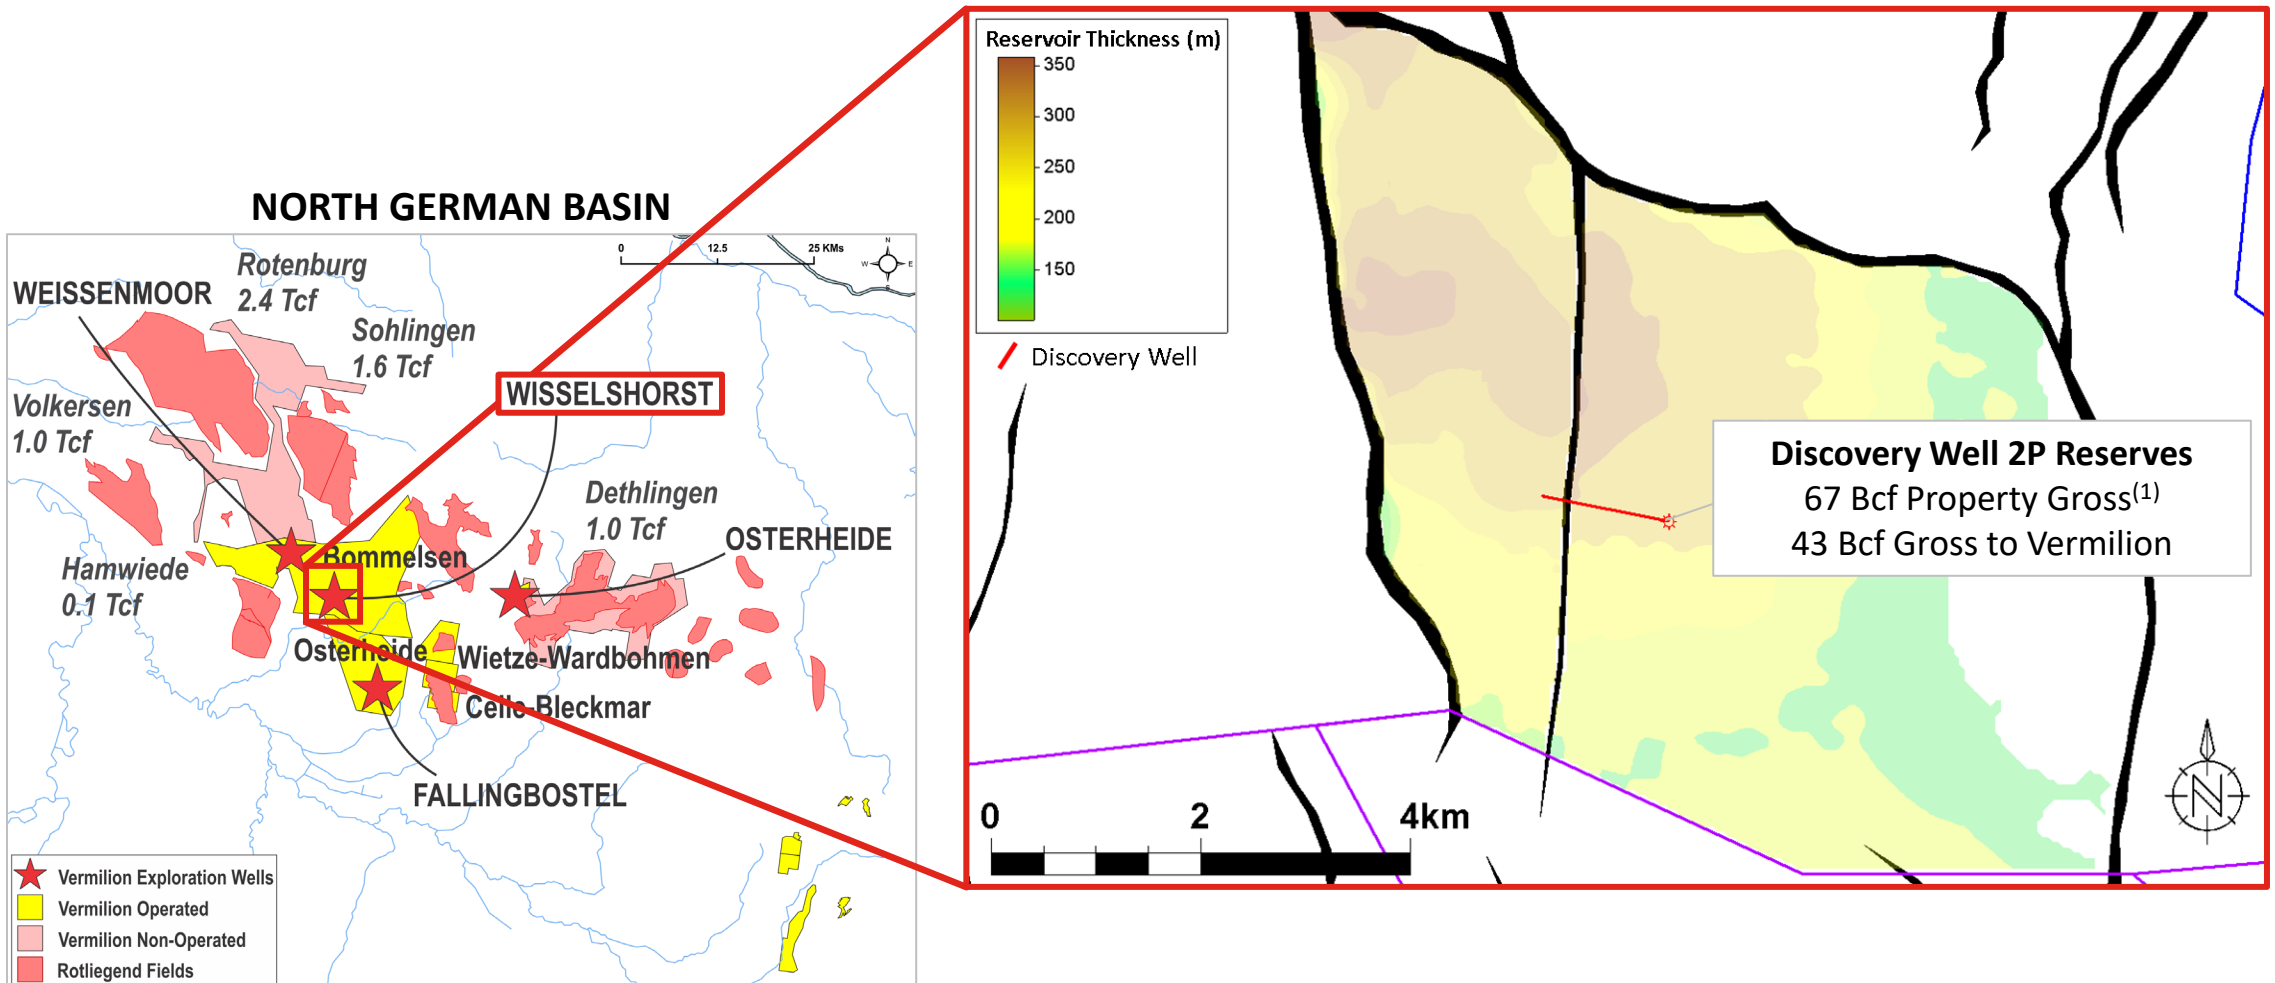 NORTH GERMAN BASIN
0 12.5 25 KMs
N
W E
S
Rotenburg
2.4 Tcf
WEISSENMOOR
Sohlingen
1.6 Tcf
WISSELSHORST
Volkersen
1.0 Tcf
Dethlingen
1.0 Tcf
OSTERHEIDE
Bommelsen
Hamwiede
0.1 Tcf
Osterheide
Wietze-Wardbohmen
Celle-Bleckmar
FALLINGBOSTEL
Vermilion Exploration Wells
Vermilion Operated
Vermilion Non-Operated
Rotliegend Fields
Reservoir Thickness (m)
350
300
250
200
150
Discovery Well
Discovery Well 2P Reserves
67 Bcf Property Gross(1)
43 Bcf Gross to Vermilion
0 2 4km
N